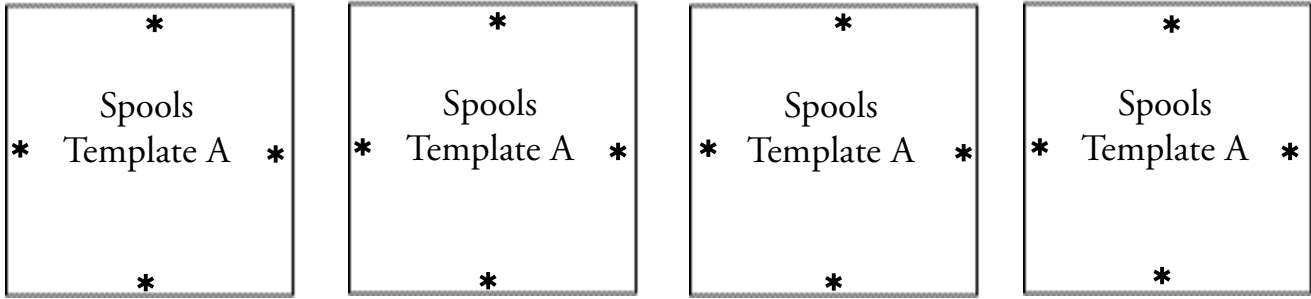 * * * *
Spools Spools Spools Spools
* Template A * * Template A * * Template A * * Template A *
* * * *